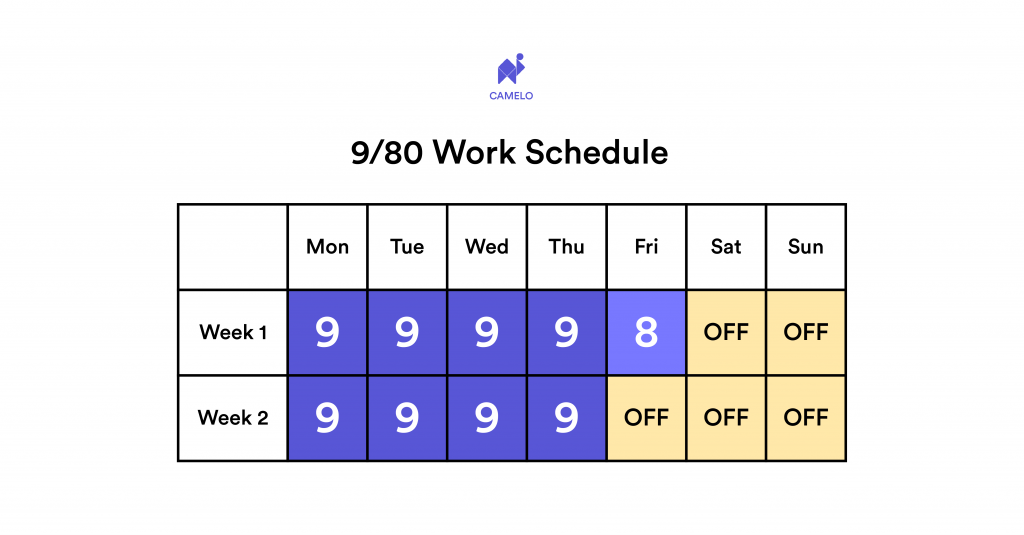 CAMELO
9/80 Work Schedule
Mon Tue Wed Thu Fri Sat Sun
Week 1 9 9 9 9 8 OFF OFF
Week 2 9 9 9 9 OFF OFF OFF